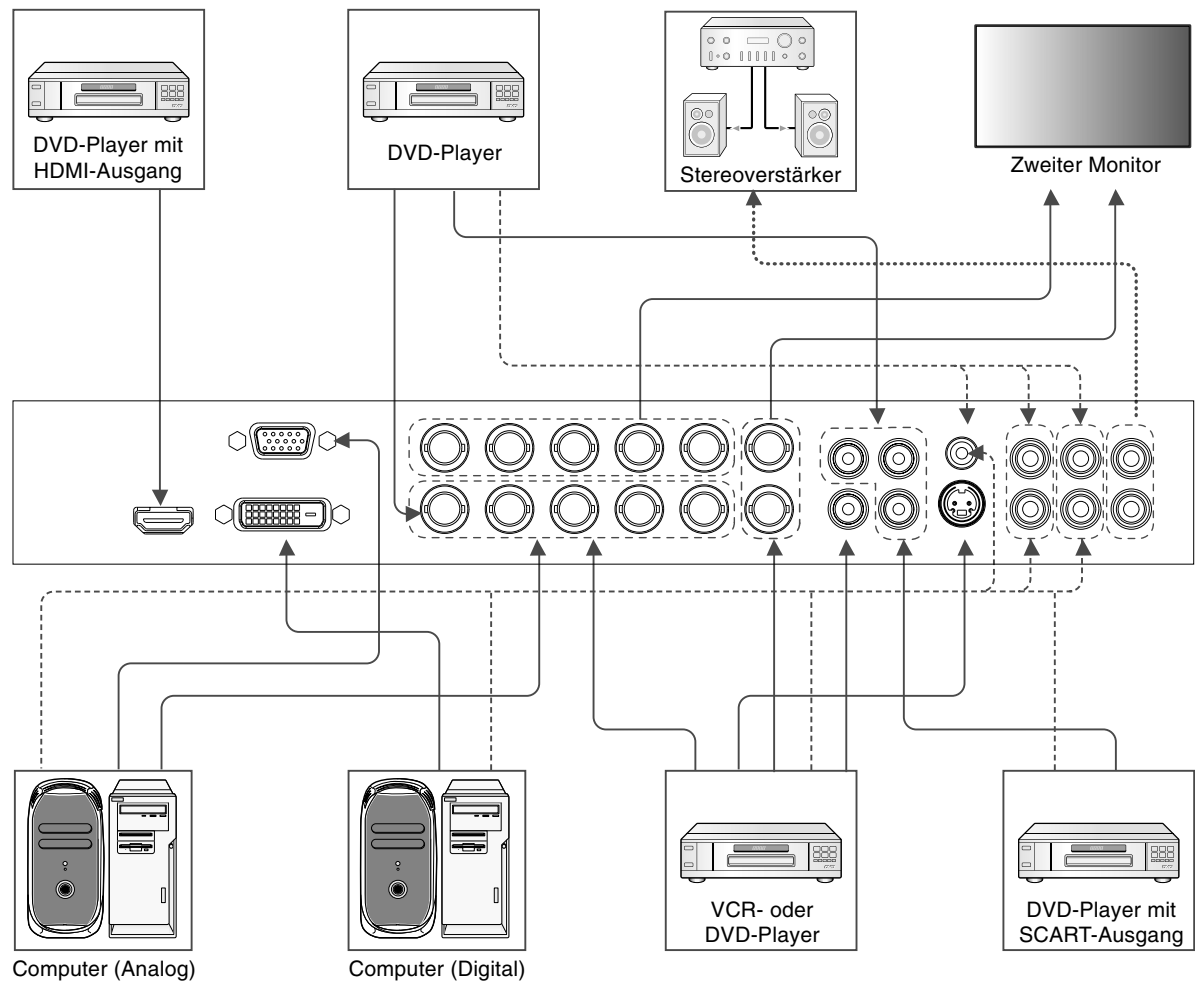 DVD-Player mit
HDMI-Ausgang
DVD-Player
Stereoverstärker
Zweiter Monitor
Computer (Analog)
Computer (Digital)
VCR- oder
DVD-Player
DVD-Player mit
SCART-Ausgang